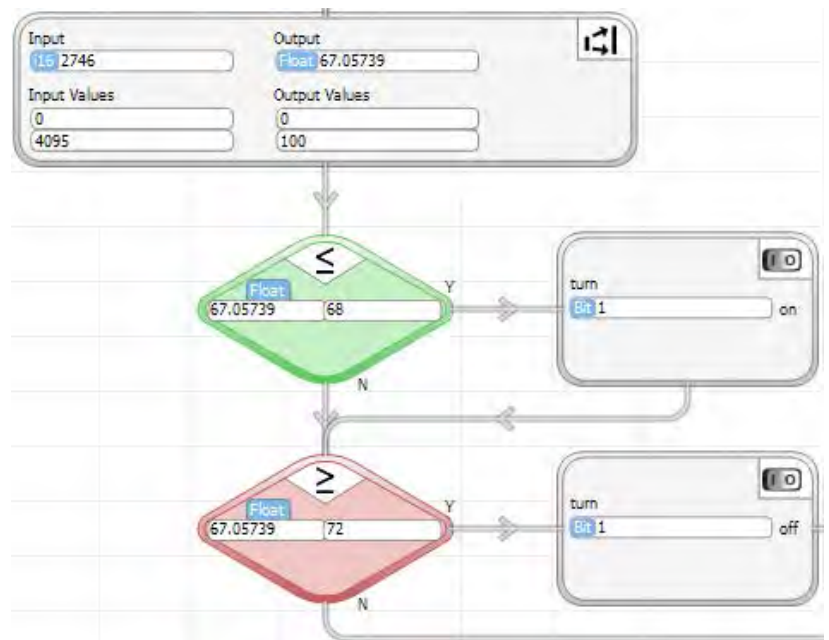 Input Output
i16 2746 Float 67.05739
Input Values Output Values
0 0
4095 100
≤
Y
Float
67.05739 68
turn
Bit 1 on
N
≥
Y
Float
67.05739 72
turn
Bit 1 off
N